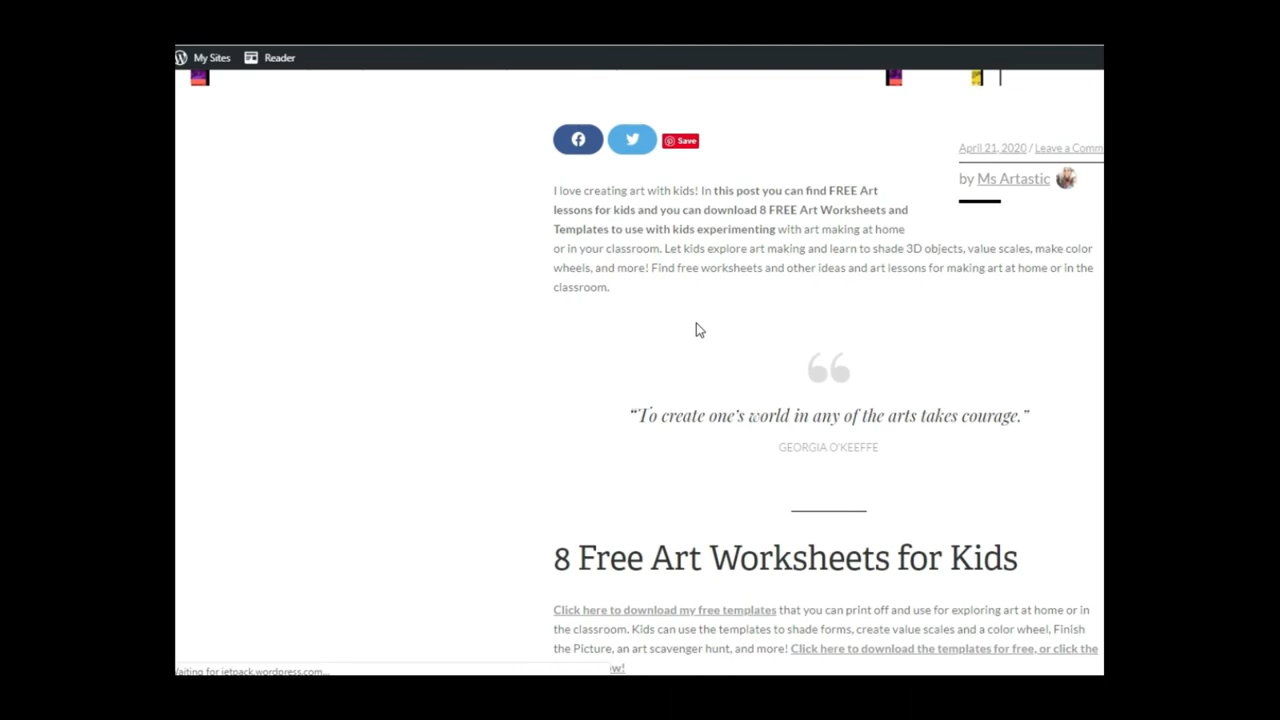 My Sites Reader
Save
April 21, 2020 / Leave a Comm
by Ms Artastic
I love creating art with kids! In this post you can find FREE Art
lessons for kids and you can download 8 FREE Art Worksheets and
Templates to use with kids experimenting with art making at home
or in your classroom. Let kids explore art making and learn to shade 3D objects, value scales, make color
wheels, and more! Find free worksheets and other ideas and art lessons for making art at home or in the
classroom.
“To create one’s world in any of the arts takes courage.”
GEORGIA O'KEEFFE
8 Free Art Worksheets for Kids
Click here to download my free templates that you can print off and use for exploring art at home or in
the classroom. Kids can use the templates to shade forms, create value scales and a color wheel, Finish
the Picture, an art scavenger hunt, and more! Click here to download the templates for free, or click the
w!
Waiting for jetpack.wordpress.com...